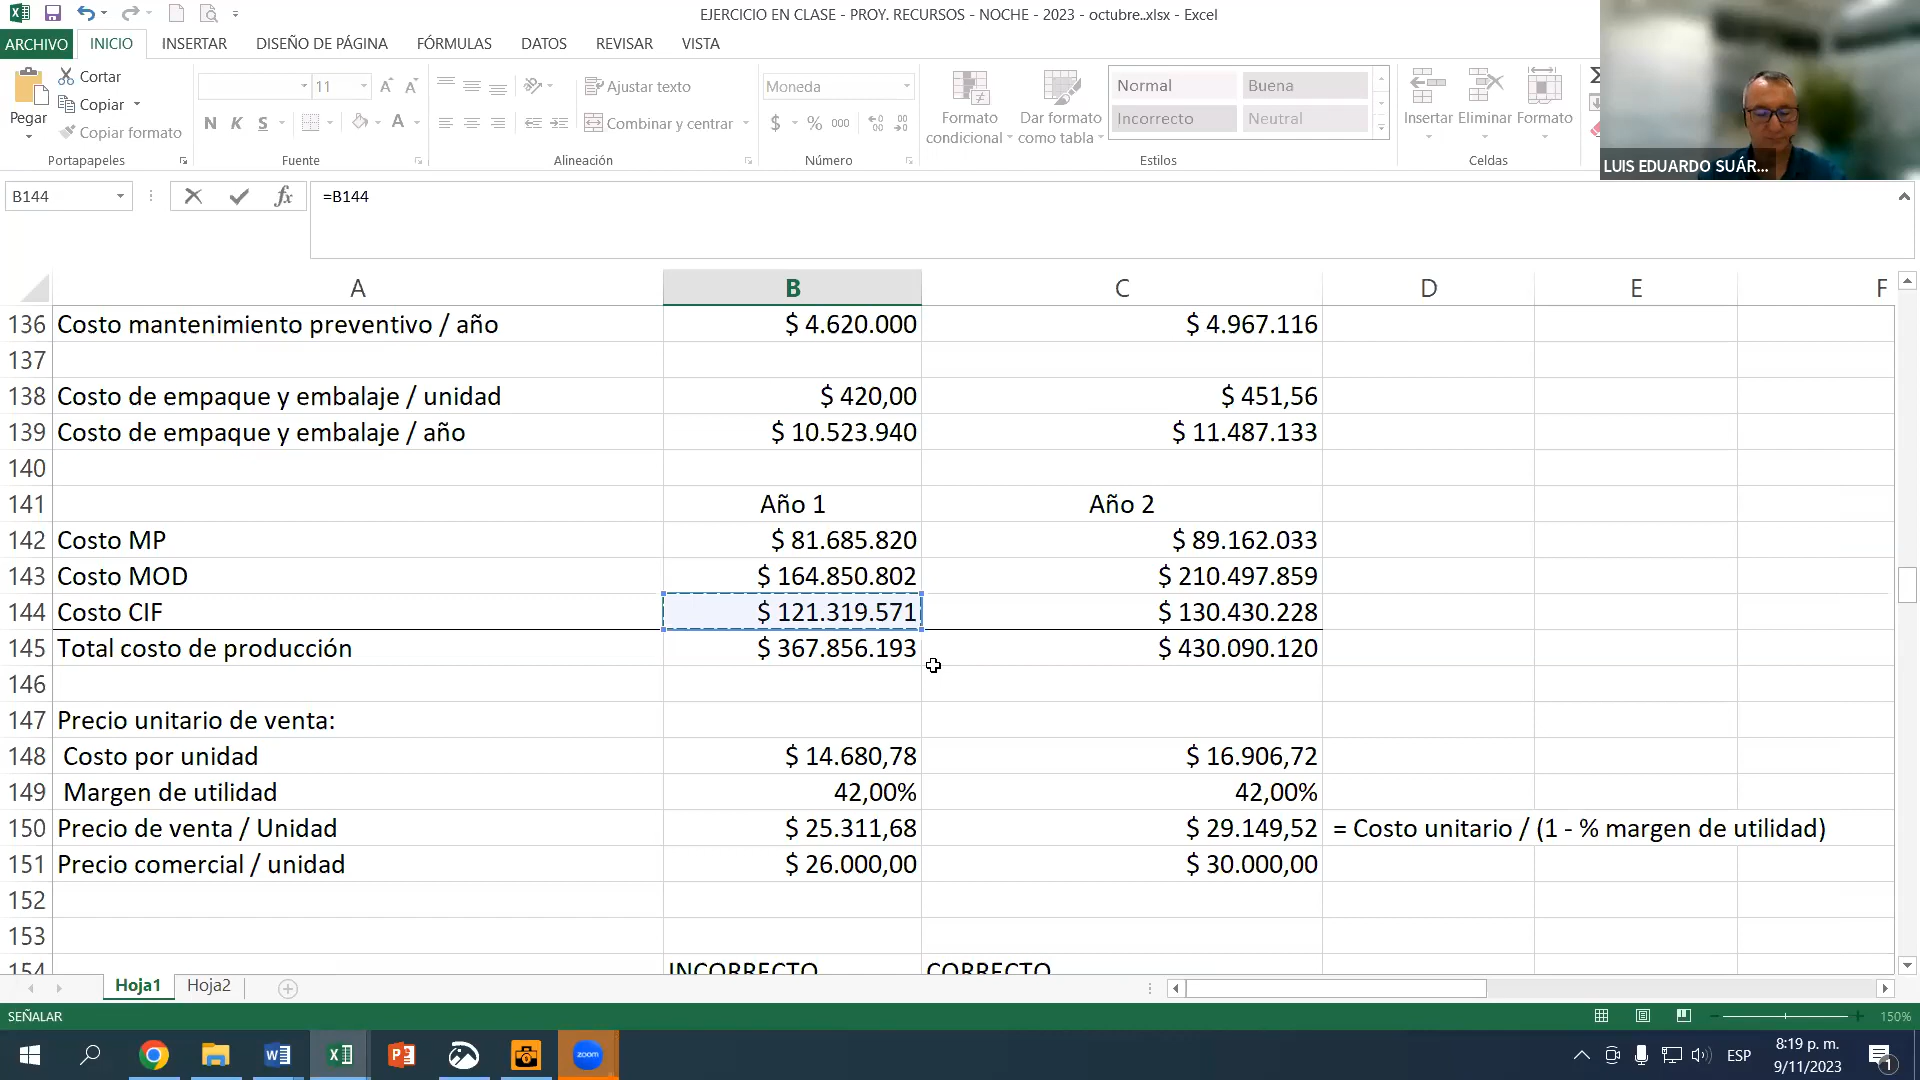 EJERCICIO EN CLASE - PROY. RECURSOS - NOCHE - 2023 - octubre..xlsx - Excel
ARCHIVO INICIO INSERTAR DISEÑO DE PÁGINA FÓRMULAS DATOS REVISAR VISTA
Pegar
Cortar
Copiar
Copiar formato
Portapapeles
11
N K S
Fuente
Ajustar texto
Combinar y centrar
Alineación
Moneda
$ % 000
Número
Formato condicional
Dar formato como tabla
Normal Buena
Incorrecto Neutral
Estilos
Insertar Eliminar Formato
Celdas
LUIS EDUARDO SUÁR...
B144 fx =B144
A B C D E F
136 Costo mantenimiento preventivo / año $ 4.620.000 $ 4.967.116
137
138 Costo de empaque y embalaje / unidad $ 420,00 $ 451,56
139 Costo de empaque y embalaje / año $ 10.523.940 $ 11.487.133
140
141 Año 1 Año 2
142 Costo MP $ 81.685.820 $ 89.162.033
143 Costo MOD $ 164.850.802 $ 210.497.859
144 Costo CIF $ 121.319.571 $ 130.430.228
145 Total costo de producción $ 367.856.193 $ 430.090.120
146
147 Precio unitario de venta:
148 Costo por unidad $ 14.680,78 $ 16.906,72
149 Margen de utilidad 42,00% 42,00%
150 Precio de venta / Unidad $ 25.311,68 $ 29.149,52 = Costo unitario / (1 - % margen de utilidad)
151 Precio comercial / unidad $ 26.000,00 $ 30.000,00
152
153
154 INCORRECTO CORRECTO
Hoja1 Hoja2
SEÑALAR 150%
zoom
ESP
8:19 p. m.
9/11/2023
1